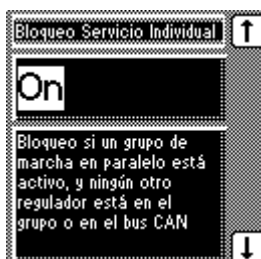 Bloqueo Servicio Individual
On
Bloqueo si un grupo de
marcha en paralelo está
activo, y ningún otro
regulador está en el
grupo o en el bus CAN